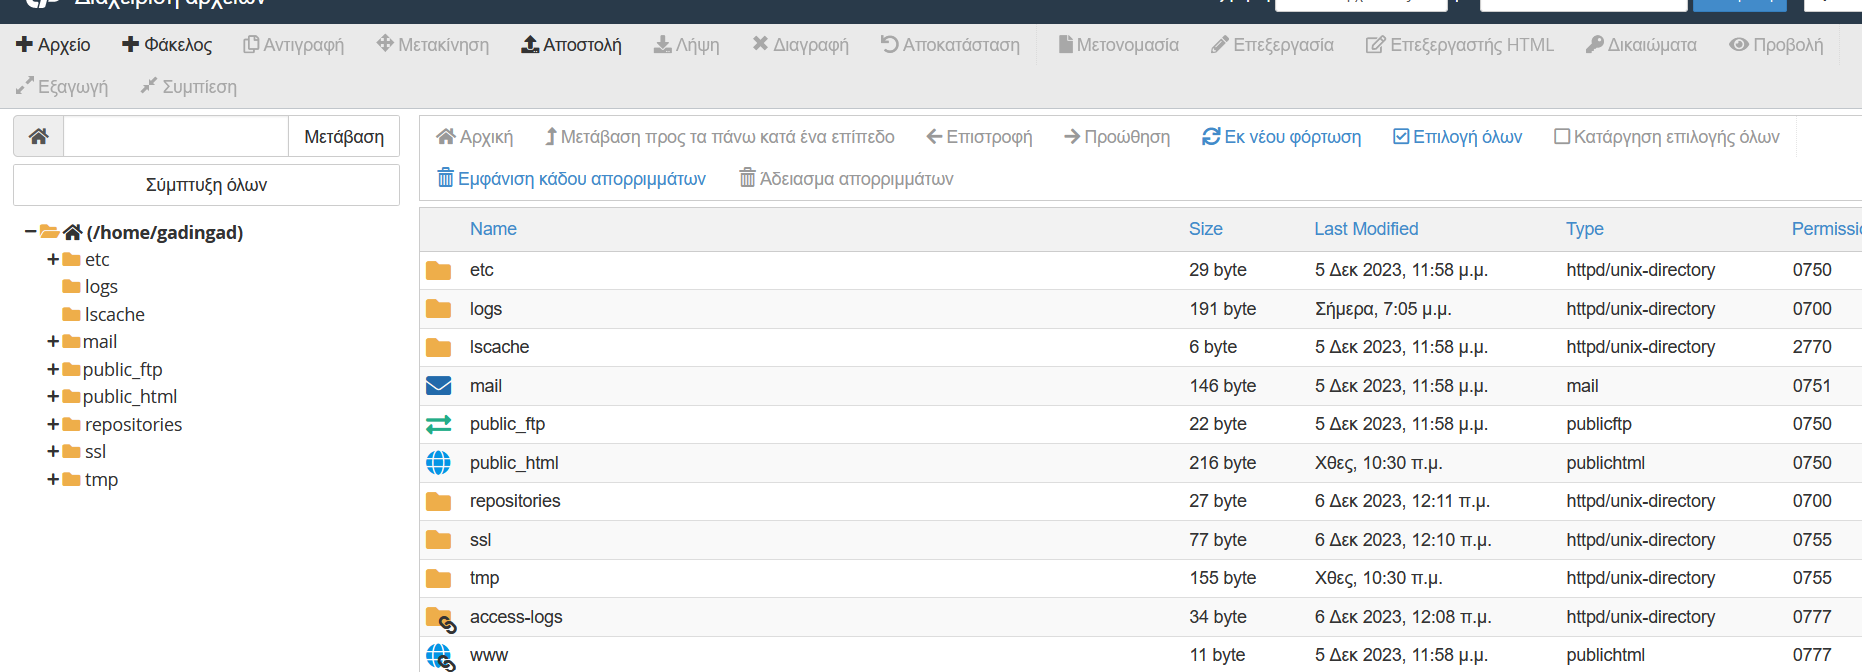 Διαχείριση αρχείων
Αρχείο Φάκελος Αντιγραφή Μετακίνηση Αποστολή Λήψη Διαγραφή Αποκατάσταση Μετονομασία Επεξεργασία Επεξεργαστής HTML Δικαιώματα Προβολή
Εξαγωγή Συμπίεση
Μετάβαση
Σύμπτυξη όλων
(/home/gadingad)
etc
logs
lscache
mail
public_ftp
public_html
repositories
ssl
tmp
Αρχική Μετάβαση προς τα πάνω κατά ένα επίπεδο Επιστροφή Προώθηση Εκ νέου φόρτωση Επιλογή όλων Κατάργηση επιλογής όλων
Εμφάνιση κάδου απορριμμάτων Άδειασμα απορριμμάτων
Name Size Last Modified Type Permissi
etc 29 byte 5 Δεκ 2023, 11:58 μ.μ. httpd/unix-directory 0750
logs 191 byte Σήμερα, 7:05 μ.μ. httpd/unix-directory 0700
lscache 6 byte 5 Δεκ 2023, 11:58 μ.μ. httpd/unix-directory 2770
mail 146 byte 5 Δεκ 2023, 11:58 μ.μ. mail 0751
public_ftp 22 byte 5 Δεκ 2023, 11:58 μ.μ. publicftp 0750
public_html 216 byte Χθες, 10:30 π.μ. publichtml 0750
repositories 27 byte 6 Δεκ 2023, 12:11 π.μ. httpd/unix-directory 0700
ssl 77 byte 6 Δεκ 2023, 12:10 π.μ. httpd/unix-directory 0755
tmp 155 byte Χθες, 10:30 π.μ. httpd/unix-directory 0755
access-logs 34 byte 6 Δεκ 2023, 12:08 π.μ. httpd/unix-directory 0777
www 11 byte 5 Δεκ 2023, 11:58 μ.μ. publichtml 0777